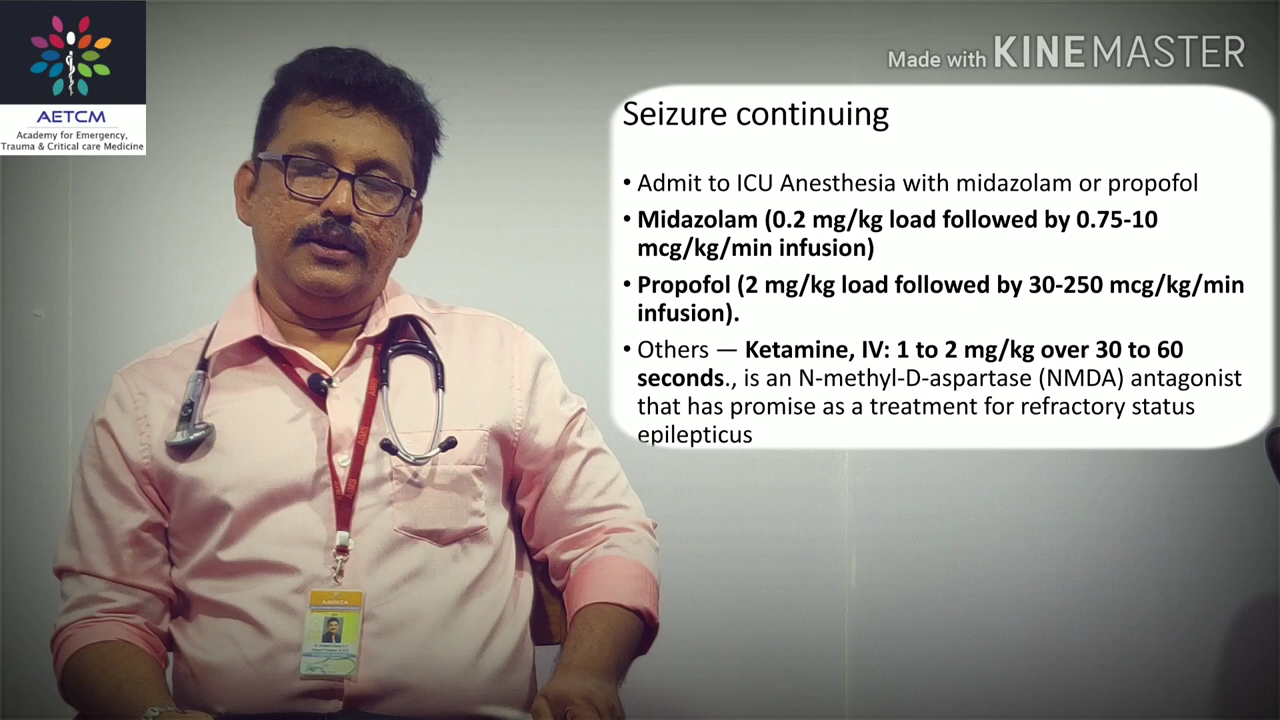 AETCM
Academy for Emergency,
Trauma & Critical care Medicine
Made with KINEMASTER
Seizure continuing
• Admit to ICU Anesthesia with midazolam or propofol
• Midazolam (0.2 mg/kg load followed by 0.75-10
mcg/kg/min infusion)
• Propofol (2 mg/kg load followed by 30-250 mcg/kg/min
infusion).
• Others — Ketamine, IV: 1 to 2 mg/kg over 30 to 60
seconds., is an N-methyl-D-aspartase (NMDA) antagonist
that has promise as a treatment for refractory status
epilepticus
AIMS
AMRITA